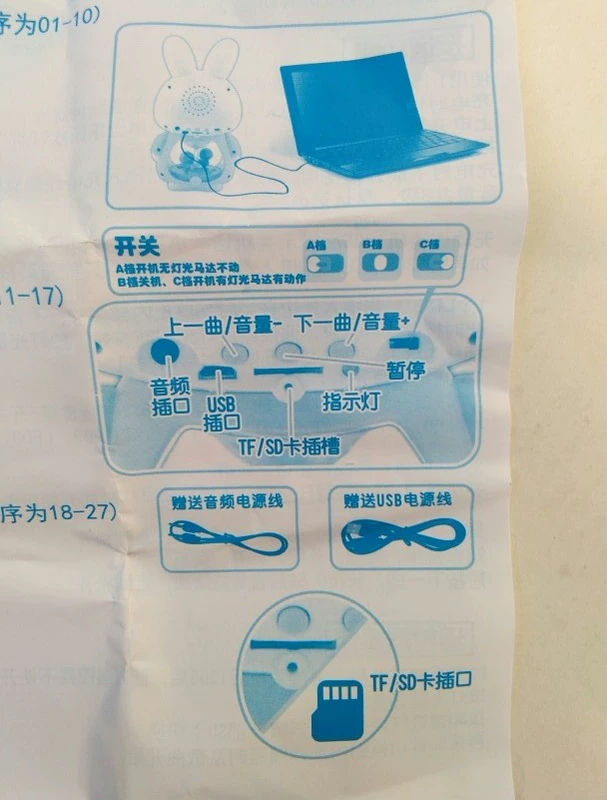 序为01-10)
开关
A档 B档 C档
A档开机无灯光马达不动
B档关机、C档开机有灯光马达有动作
1-17)
上一曲/音量- 下一曲/音量+
音频
插口
USB
插口
暂停
指示灯
TF/SD卡插槽
序为18-27)
赠送音频电源线
赠送USB电源线
TF/SD卡插口